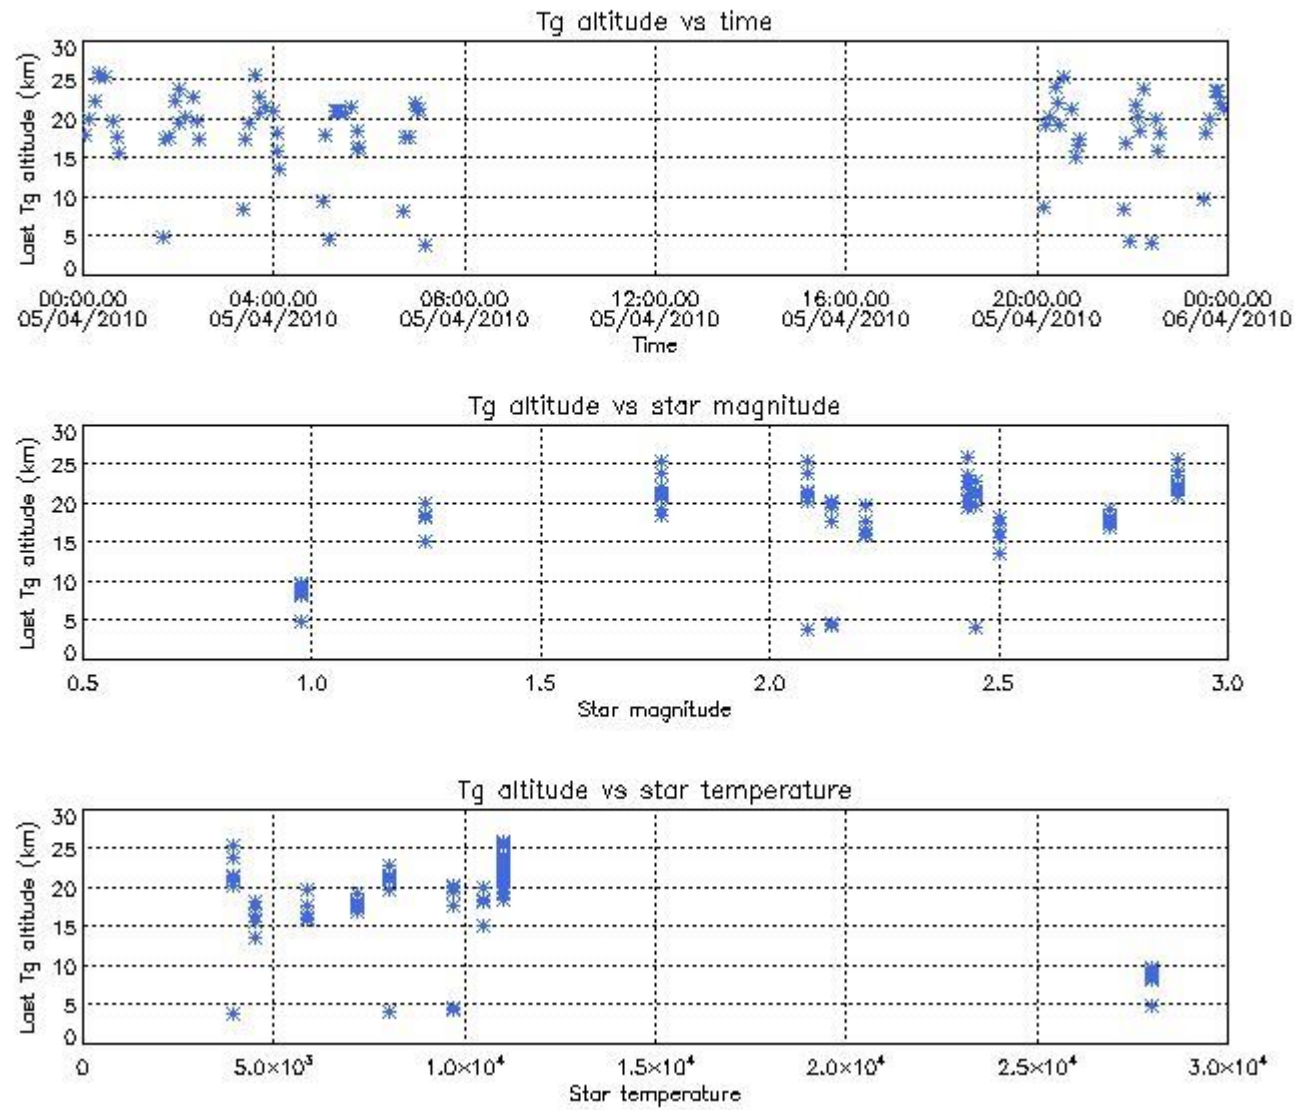 Tg altitude vs time
Last Tg altitude (km)
30
25
20
15
10
5
0
00:00.00 04:00.00 08:00.00 12:00.00 16:00.00 20:00.00 00:00.00
05/04/2010 05/04/2010 05/04/2010 05/04/2010 05/04/2010 05/04/2010 06/04/2010
Time
Tg altitude vs star magnitude
Last Tg altitude (km)
30
25
20
15
10
5
0
0.5 1.0 1.5 2.0 2.5 3.0
Star magnitude
Tg altitude vs star temperature
Last Tg altitude (km)
30
25
20
15
10
5
0
0 5.0×10³ 1.0×10⁴ 1.5×10⁴ 2.0×10⁴ 2.5×10⁴ 3.0×10⁴
Star temperature